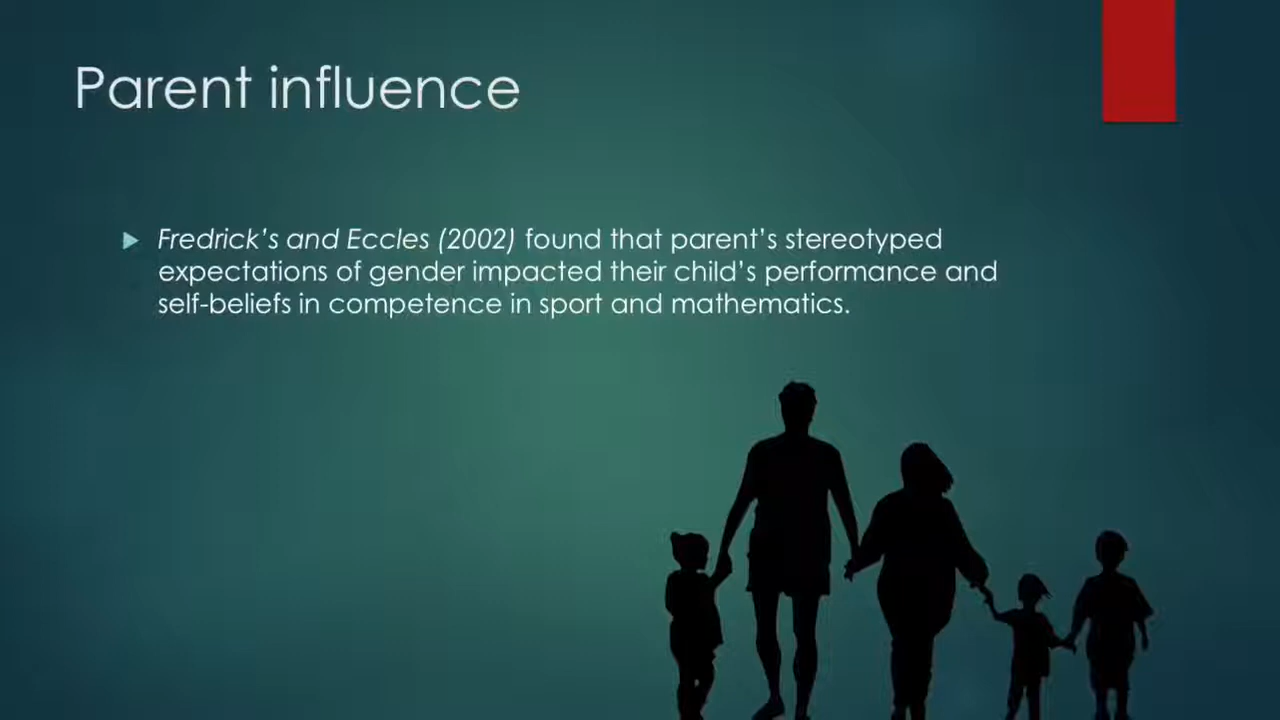 Parent influence
Fredrick’s and Eccles (2002) found that parent’s stereotyped
expectations of gender impacted their child’s performance and
self-beliefs in competence in sport and mathematics.